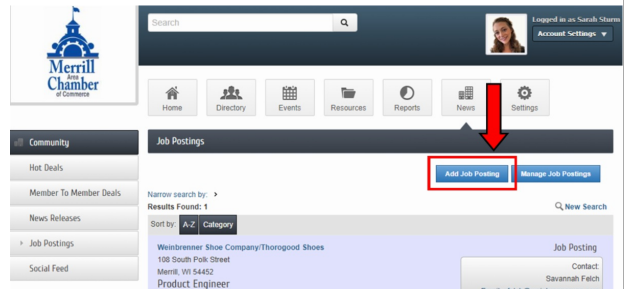 Merrill
Area
Chamber
of Commerce
Search
Logged in as Sarah Sturm
Account Settings
Home
Directory
Events
Resources
Reports
News
Settings
Community
Hot Deals
Member To Member Deals
News Releases
Job Postings
Social Feed
Job Postings
Add Job Posting
Manage Job Postings
Narrow search by:
Results Found: 1
New Search
Sort by: A-Z Category
Weinbrenner Shoe Company/Thorogood Shoes
108 South Polk Street
Merrill, WI 54452
Product Engineer
Job Posting
Contact:
Savannah Felch